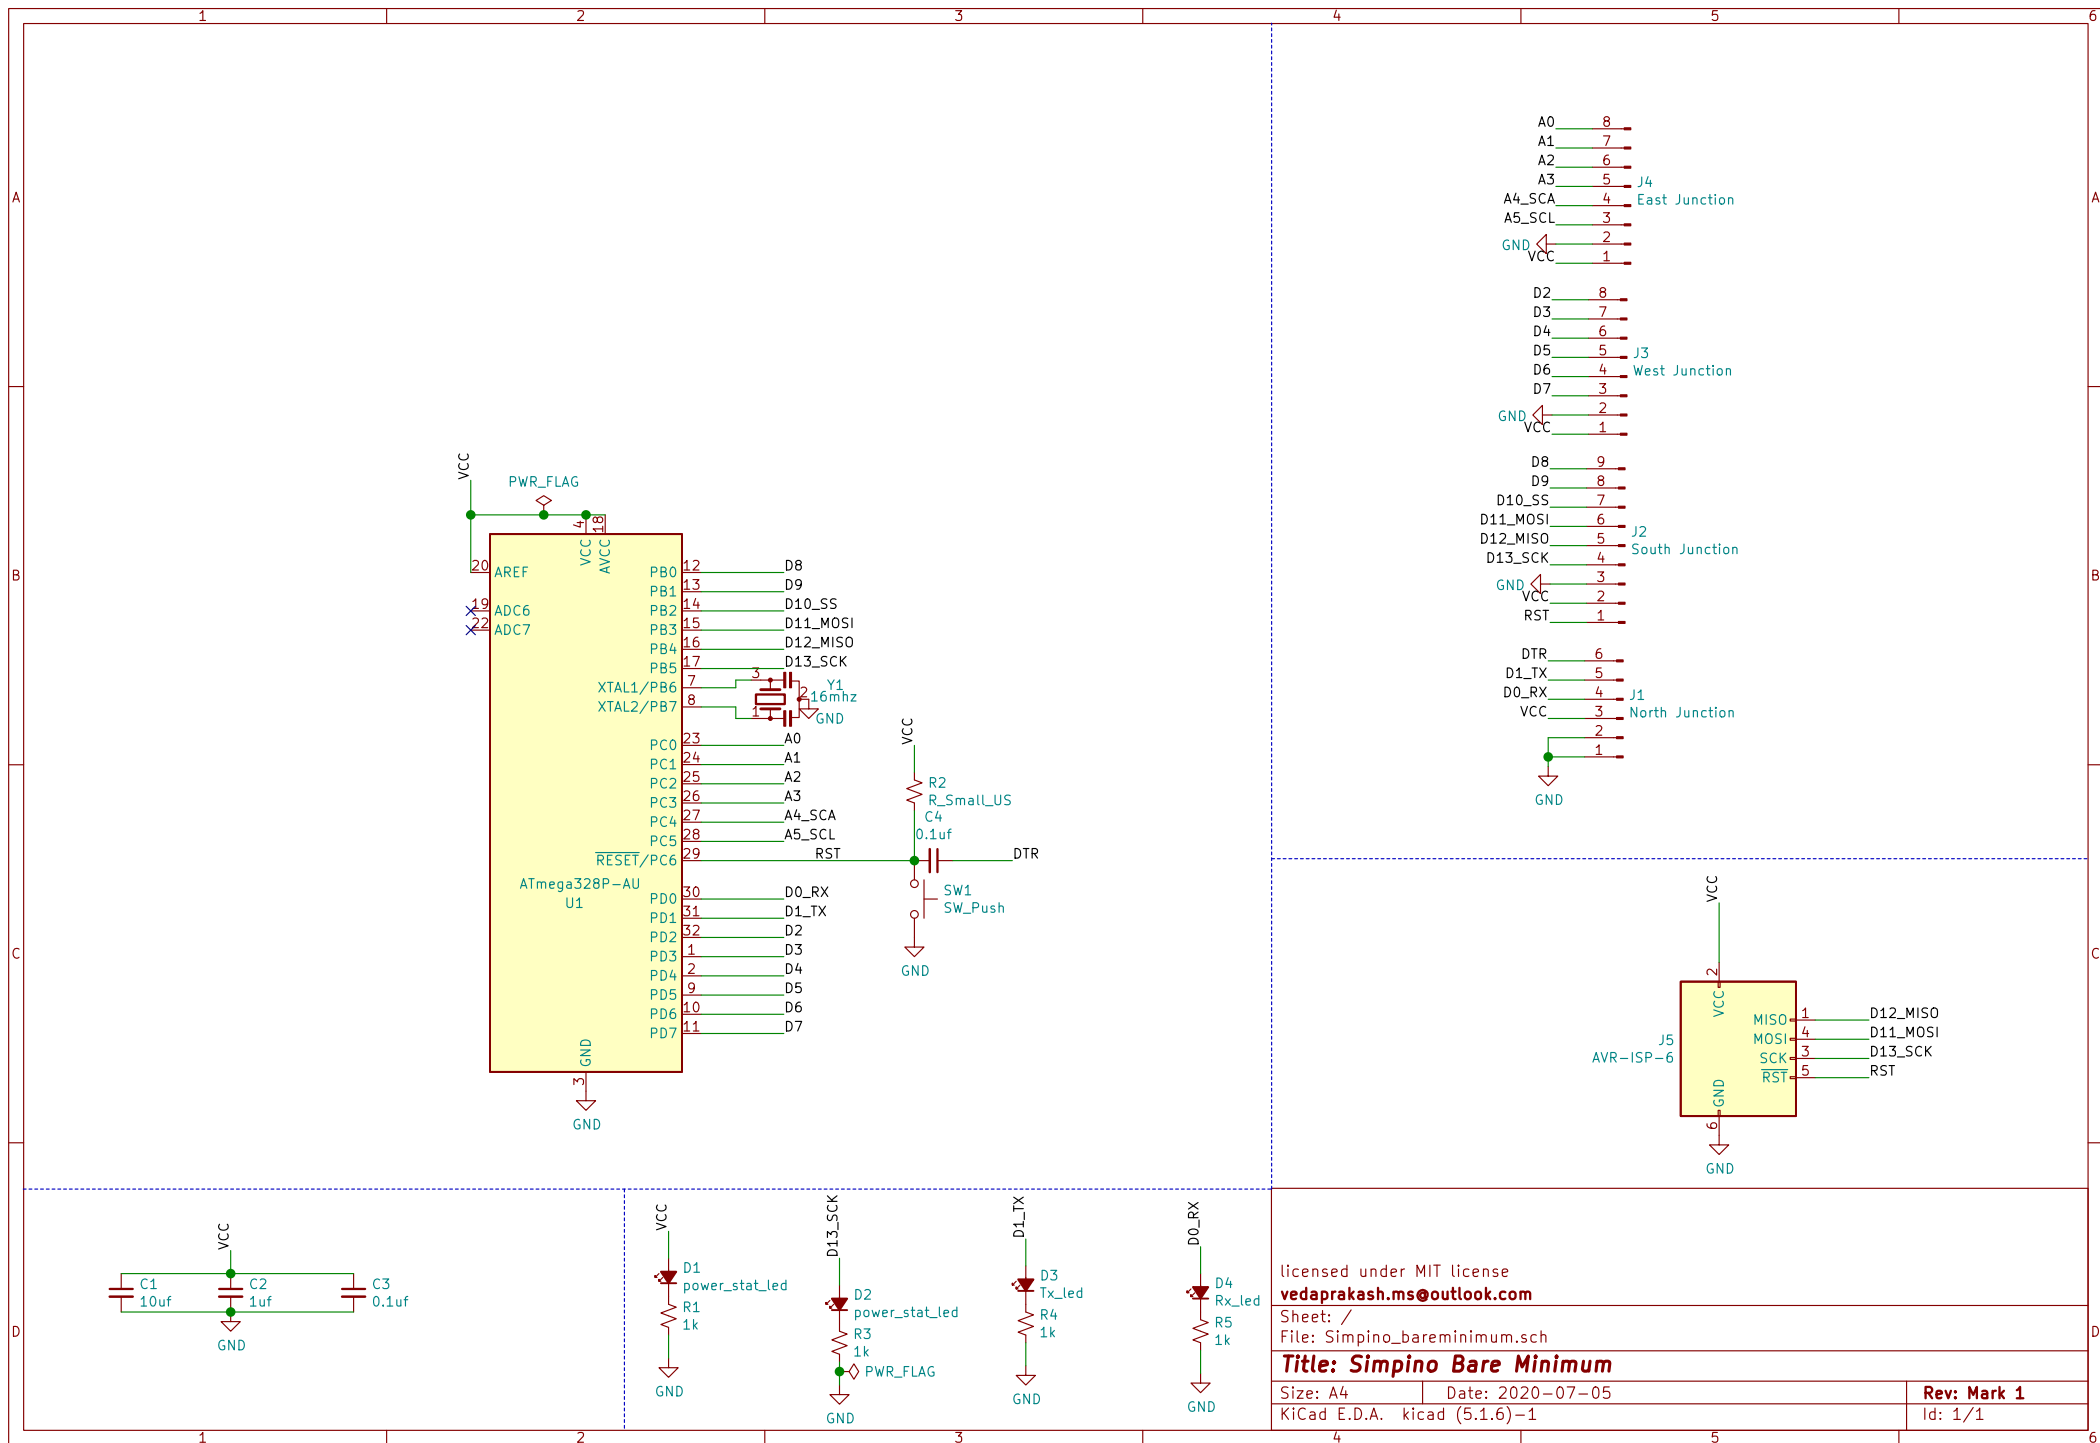 1 2 3 4 5 6
A
B
C
D
A
B
C
D
1 2 3 4 5 6
VCC
PWR_FLAG
4 18
VCC
AVCC
20 AREF
19 ADC6
22 ADC7
PB0 12 D8
PB1 13 D9
PB2 14 D10_SS
PB3 15 D11_MOSI
PB4 16 D12_MISO
PB5 17 D13_SCK
XTAL1/PB6 7
XTAL2/PB7 8
3
2
1
Y1
16mhz
GND
PC0 23 A0
PC1 24 A1
PC2 25 A2
PC3 26 A3
PC4 27 A4_SCA
PC5 28 A5_SCL
RESET/PC6 29 RST
ATmega328P-AU
U1
PD0 30 D0_RX
PD1 31 D1_TX
PD2 32 D2
PD3 1 D3
PD4 2 D4
PD5 9 D5
PD6 10 D6
PD7 11 D7
GND
3
GND
VCC
R2
R_Small_US
C4
0.1uf
DTR
SW1
SW_Push
GND
A0 8
A1 7
A2 6
A3 5
A4_SCA 4
A5_SCL 3
GND 2
VCC 1
J4
East Junction
D2 8
D3 7
D4 6
D5 5
D6 4
D7 3
GND 2
VCC 1
J3
West Junction
D8 9
D9 8
D10_SS 7
D11_MOSI 6
D12_MISO 5
D13_SCK 4
GND 3
VCC 2
RST 1
J2
South Junction
DTR 6
D1_TX 5
D0_RX 4
VCC 3
2
1
GND
J1
North Junction
VCC
2
VCC
MISO 1 D12_MISO
MOSI 4 D11_MOSI
SCK 3 D13_SCK
RST 5 RST
J5
AVR-ISP-6
GND
6
GND
VCC
C1
10uf
C2
1uf
C3
0.1uf
GND
VCC
D1
power_stat_led
R1
1k
GND
D13_SCK
D2
power_stat_led
R3
1k
PWR_FLAG
GND
D1_TX
D3
Tx_led
R4
1k
GND
D0_RX
D4
Rx_led
R5
1k
GND
licensed under MIT license
vedaprakash.ms@outlook.com
Sheet: /
File: Simpino_bareminimum.sch
Title: Simpino Bare Minimum
Size: A4 Date: 2020-07-05 Rev: Mark 1
KiCad E.D.A. kicad (5.1.6)-1 Id: 1/1